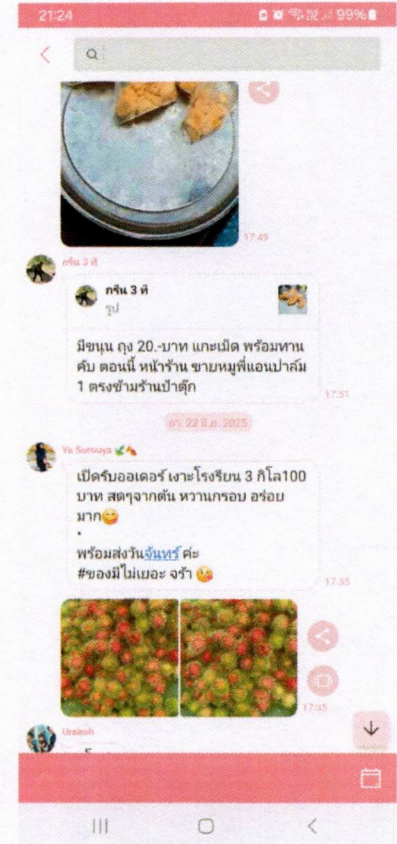 21:24
99%
17:49
กรีน 3 ที
กรีน 3 ที
รูป
มีขนุน ถุง 20.-บาท แกะเม็ด พร้อมทาน
คับ ตอนนี้ หน้าร้าน ขายหมูพี่แอนปาล์ม
1 ตรงข้ามร้านป้าตุ๊ก
17:51
อา. 22 มิ.ย. 2025
Ye Sunsaya
เปิดรับออเดอร์ เงาะโรงเรียน 3 กิโล100
บาท สดๆจากต้น หวานกรอบ อร่อย
มาก😋
•
พร้อมส่งวันจันทร์ ค่ะ
#ของมีไม่เยอะ จร้า 😘
17:35
17:35